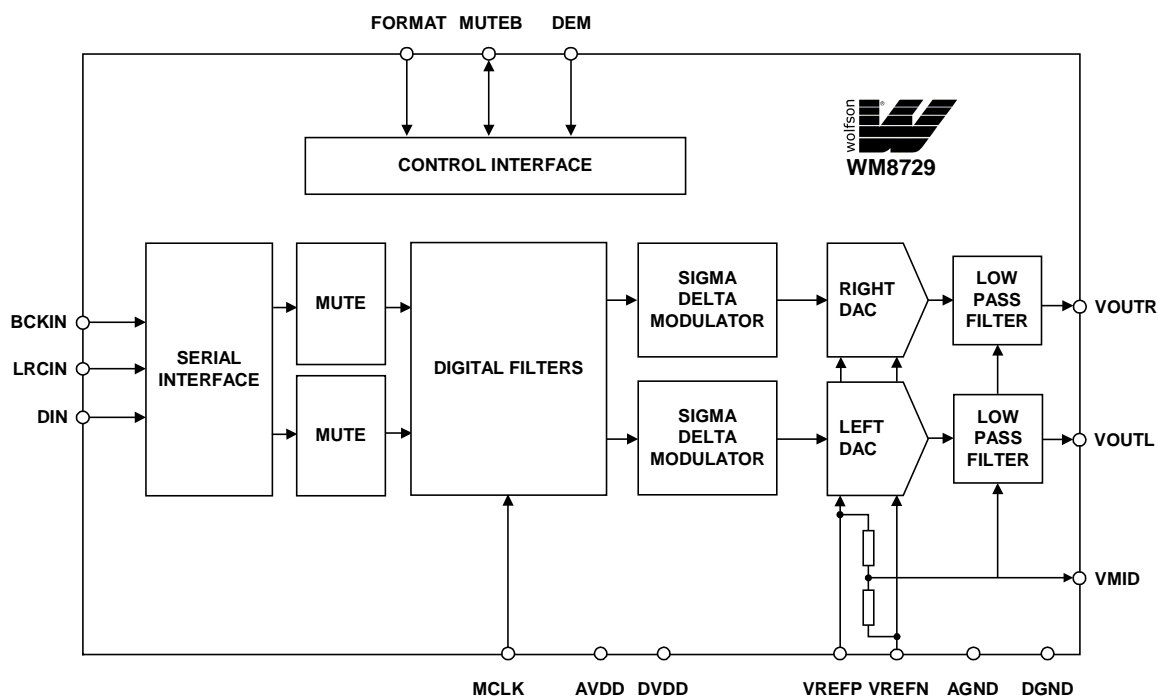 FORMAT MUTEB DEM
wolfson
®
WM8729
CONTROL INTERFACE
BCKIN
LRCIN
DIN
SERIAL
INTERFACE
MUTE
MUTE
DIGITAL FILTERS
SIGMA
DELTA
MODULATOR
SIGMA
DELTA
MODULATOR
RIGHT
DAC
LEFT
DAC
LOW
PASS
FILTER
LOW
PASS
FILTER
VOUTR
VOUTL
VMID
MCLK AVDD DVDD VREFP VREFN AGND DGND